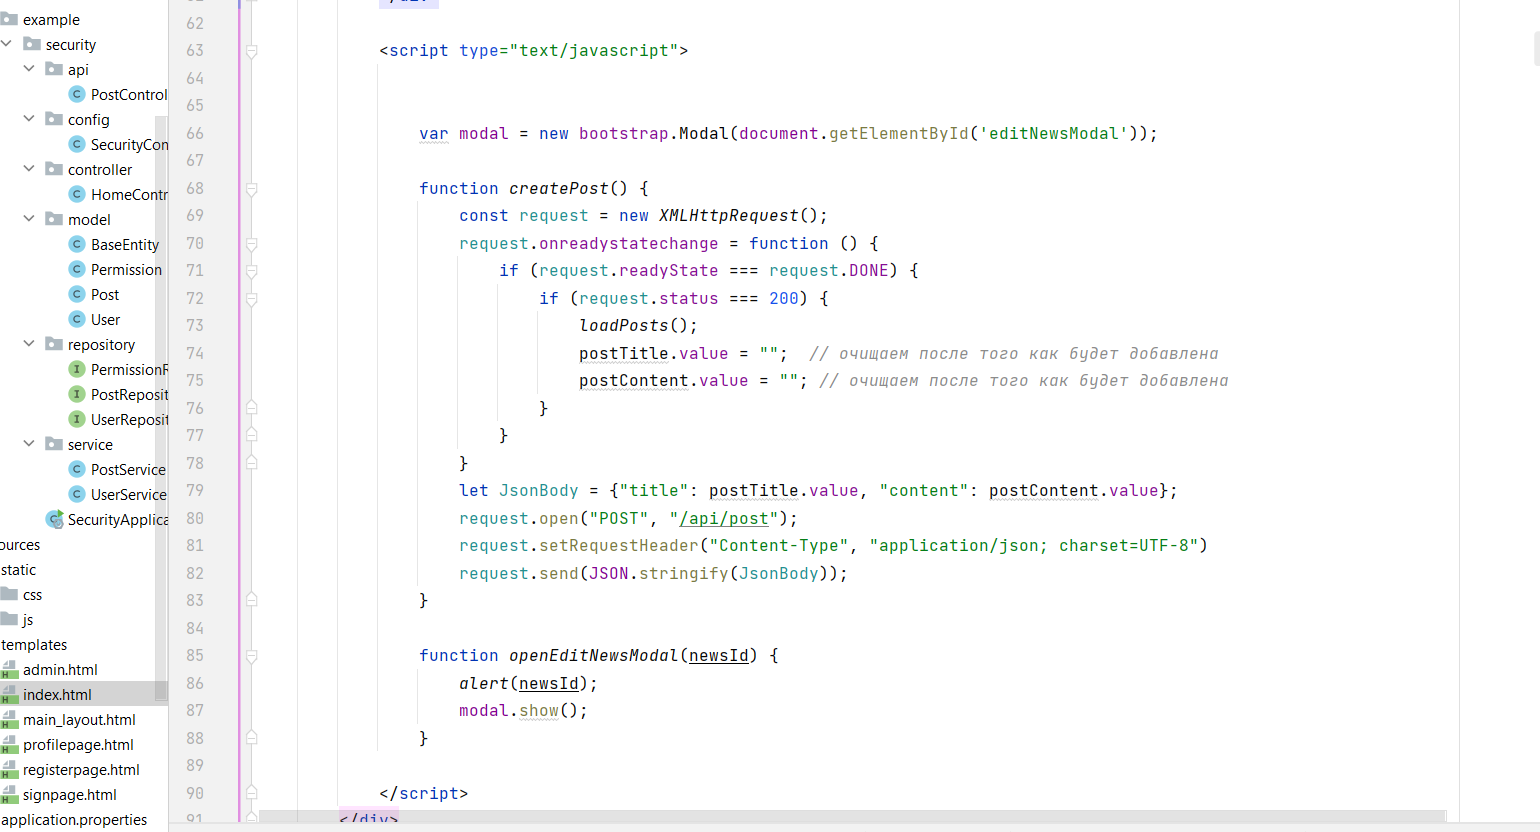 example
security
api
PostControl
config
SecurityCon
controller
HomeContr
model
BaseEntity
Permission
Post
User
repository
PermissionR
PostReposit
UserReposit
service
PostService
UserService
SecurityApplica
ources
static
css
js
templates
admin.html
index.html
main_layout.html
profilepage.html
registerpage.html
signpage.html
application.properties
62
63 <script type="text/javascript">
64
65
66 var modal = new bootstrap.Modal(document.getElementById('editNewsModal'));
67
68 function createPost() {
69 const request = new XMLHttpRequest();
70 request.onreadystatechange = function () {
71 if (request.readyState === request.DONE) {
72 if (request.status === 200) {
73 loadPosts();
74 postTitle.value = ""; // очищаем после того как будет добавлена
75 postContent.value = ""; // очищаем после того как будет добавлена
76 }
77 }
78 }
79 let JsonBody = {"title": postTitle.value, "content": postContent.value};
80 request.open("POST", "/api/post");
81 request.setRequestHeader("Content-Type", "application/json; charset=UTF-8")
82 request.send(JSON.stringify(JsonBody));
83 }
84
85 function openEditNewsModal(newsId) {
86 alert(newsId);
87 modal.show();
88 }
89
90 </script>
91 </div>